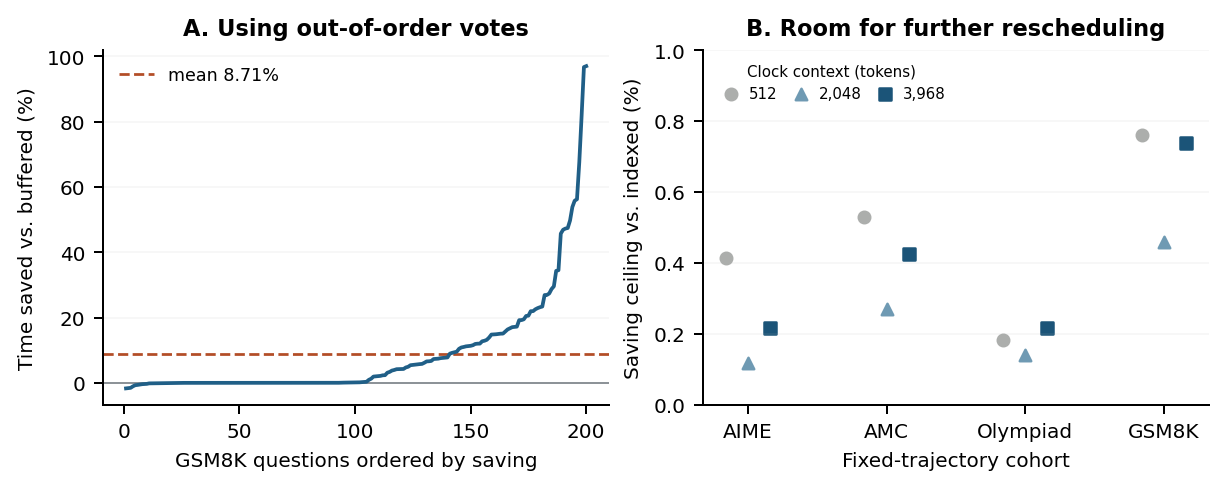 A. Using out-of-order votes
Time saved vs. buffered (%)
100
80
60
40
20
0
mean 8.71%
0 50 100 150 200
GSM8K questions ordered by saving
B. Room for further rescheduling
Saving ceiling vs. indexed (%)
1.0
0.8
0.6
0.4
0.2
0.0
Clock context (tokens)
512 2,048 3,968
AIME AMC Olympiad GSM8K
Fixed-trajectory cohort